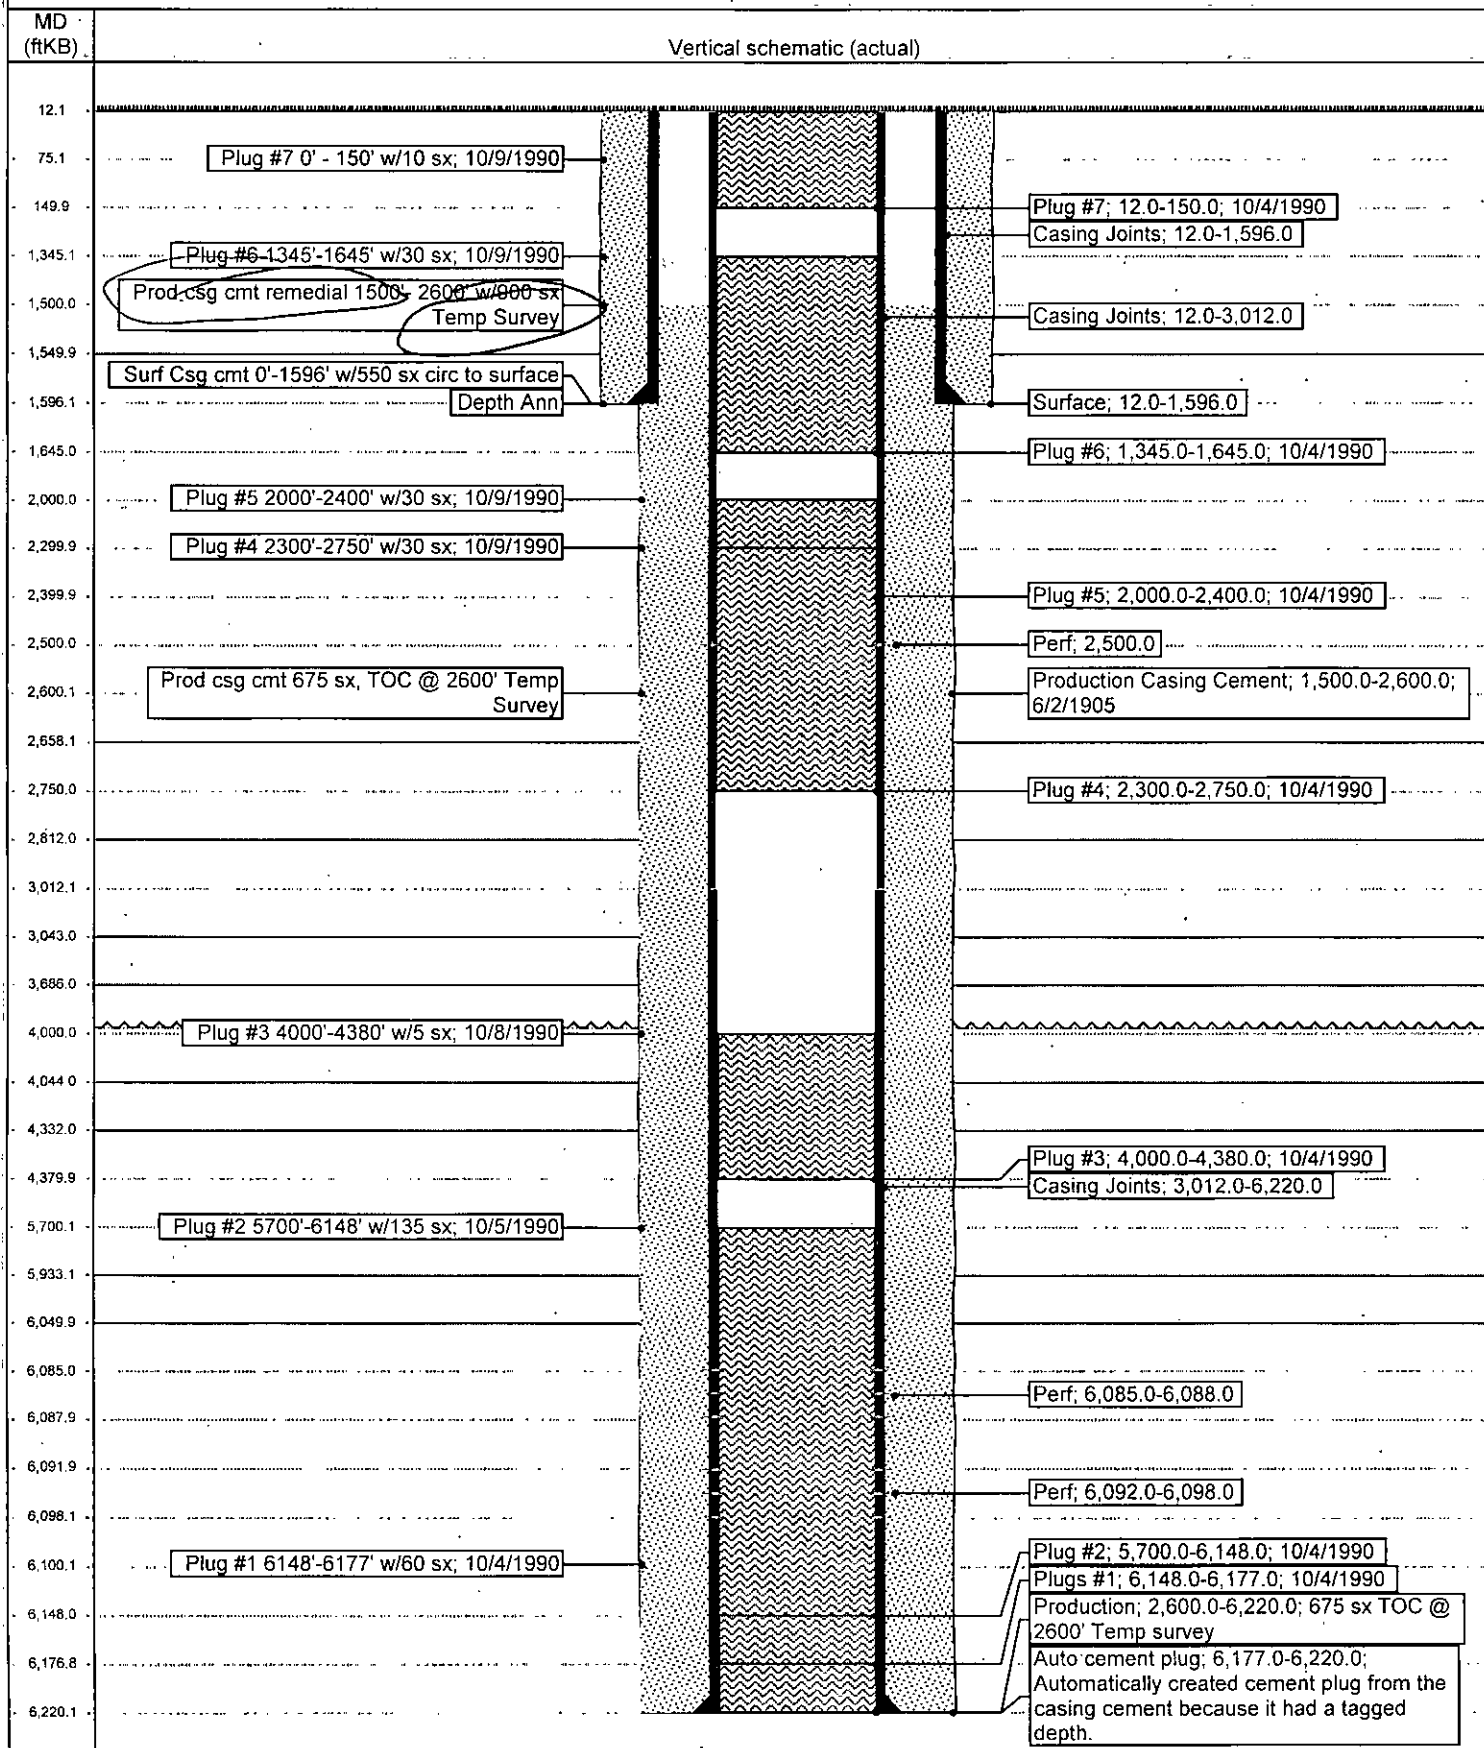 MD
(ftKB)
Vertical schematic (actual)
12.1
75.1
149.9
1,345.1
1,500.0
1,549.9
1,596.1
1,645.0
2,000.0
2,299.9
2,399.9
2,500.0
2,600.1
2,658.1
2,750.0
2,812.0
3,012.1
3,043.0
3,686.0
4,000.0
4,044.0
4,332.0
4,379.9
5,700.1
5,933.1
6,049.9
6,085.0
6,087.9
6,091.9
6,098.1
6,100.1
6,148.0
6,176.8
6,220.1
Plug #7 0' - 150' w/10 sx; 10/9/1990
Plug #6 1345'-1645' w/30 sx; 10/9/1990
Prod csg cmt remedial 1500'- 2600' w/900 sx
Temp Survey
Surf Csg cmt 0'-1596' w/550 sx circ to surface
Depth Ann
Plug #5 2000'-2400' w/30 sx; 10/9/1990
Plug #4 2300'-2750' w/30 sx; 10/9/1990
Prod csg cmt 675 sx, TOC @ 2600' Temp
Survey
Plug #3 4000'-4380' w/5 sx; 10/8/1990
Plug #2 5700'-6148' w/135 sx; 10/5/1990
Plug #1 6148'-6177' w/60 sx; 10/4/1990
Plug #7; 12.0-150.0; 10/4/1990
Casing Joints; 12.0-1,596.0
Casing Joints; 12.0-3,012.0
Surface; 12.0-1,596.0
Plug #6; 1,345.0-1,645.0; 10/4/1990
Plug #5; 2,000.0-2,400.0; 10/4/1990
Perf; 2,500.0
Production Casing Cement; 1,500.0-2,600.0;
6/2/1905
Plug #4; 2,300.0-2,750.0; 10/4/1990
Plug #3; 4,000.0-4,380.0; 10/4/1990
Casing Joints; 3,012.0-6,220.0
Perf; 6,085.0-6,088.0
Perf; 6,092.0-6,098.0
Plug #2; 5,700.0-6,148.0; 10/4/1990
Plugs #1; 6,148.0-6,177.0; 10/4/1990
Production; 2,600.0-6,220.0; 675 sx TOC @
2600' Temp survey
Auto cement plug; 6,177.0-6,220.0;
Automatically created cement plug from the
casing cement because it had a tagged
depth.